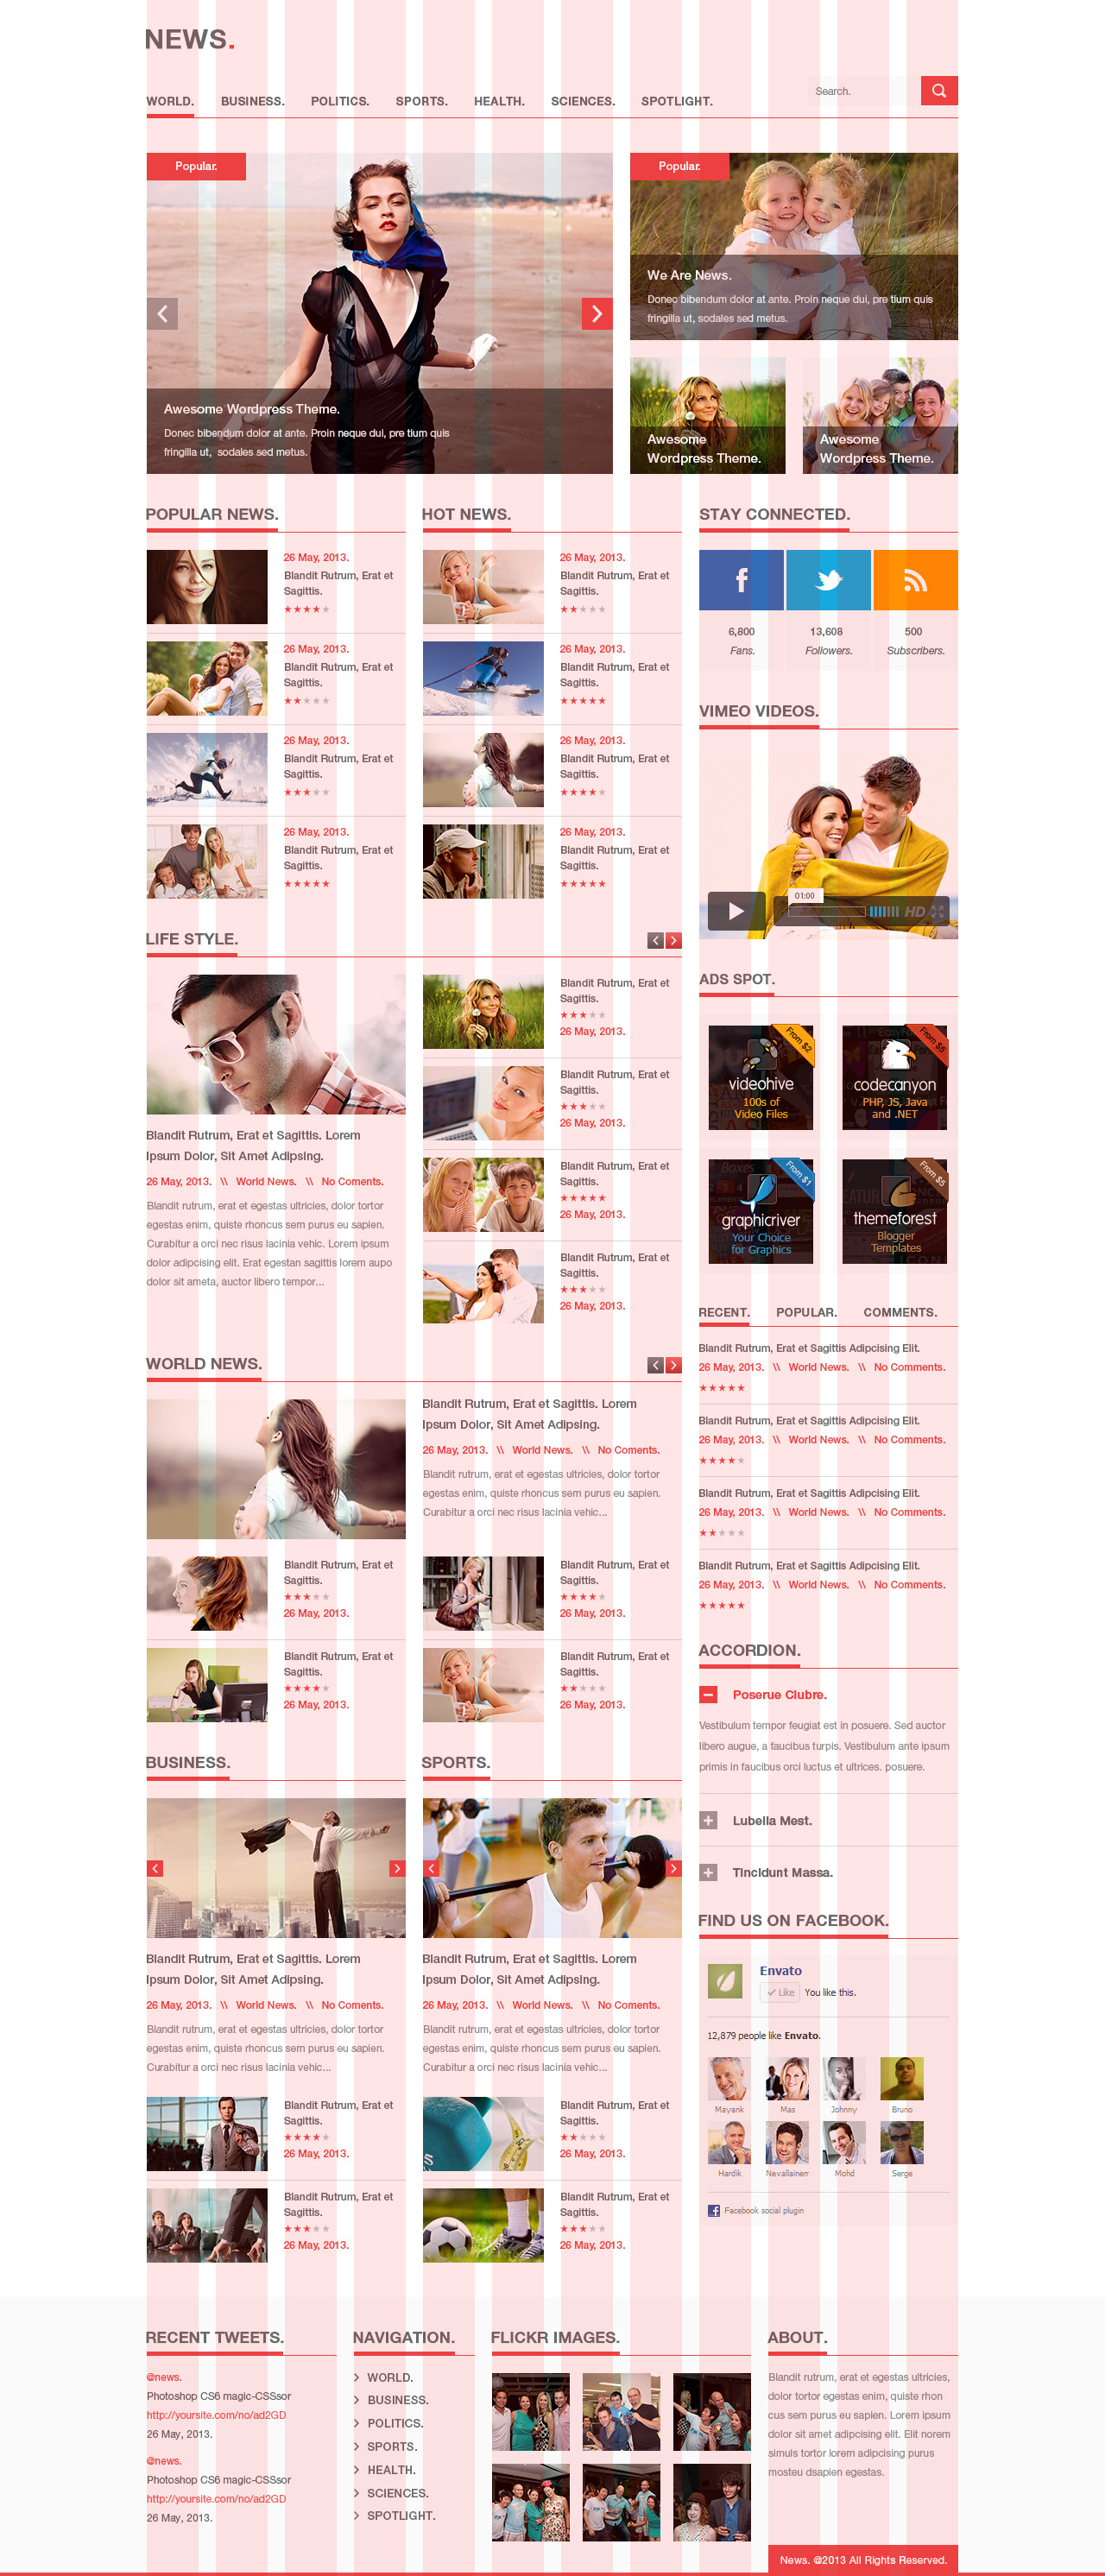 NEWS.
Search.
WORLD. BUSINESS. POLITICS. SPORTS. HEALTH. SCIENCES. SPOTLIGHT.
Popular.
Awesome Wordpress Theme.
Donec bibendum dolor at ante. Proin neque dui, pre tium quis
fringilla ut, sodales sed metus.
Popular.
We Are News.
Donec bibendum dolor at ante. Proin neque dui, pre tium quis
fringilla ut, sodales sed metus.
Awesome
Wordpress Theme.
Awesome
Wordpress Theme.
POPULAR NEWS.
26 May, 2013.
Blandit Rutrum, Erat et
Sagittis.
26 May, 2013.
Blandit Rutrum, Erat et
Sagittis.
26 May, 2013.
Blandit Rutrum, Erat et
Sagittis.
26 May, 2013.
Blandit Rutrum, Erat et
Sagittis.
HOT NEWS.
26 May, 2013.
Blandit Rutrum, Erat et
Sagittis.
26 May, 2013.
Blandit Rutrum, Erat et
Sagittis.
26 May, 2013.
Blandit Rutrum, Erat et
Sagittis.
26 May, 2013.
Blandit Rutrum, Erat et
Sagittis.
STAY CONNECTED.
6,800 13,608 500
Fans. Followers. Subscribers.
VIMEO VIDEOS.
01:00
HD
LIFE STYLE.
Blandit Rutrum, Erat et Sagittis. Lorem
Ipsum Dolor, Sit Amet Adipsing.
26 May, 2013. \\ World News. \\ No Coments.
Blandit rutrum, erat et egestas ultricies, dolor tortor
egestas enim, quiste rhoncus sem purus eu sapien.
Curabitur a orci nec risus lacinia vehic. Lorem ipsum
dolor adipcising elit. Erat egestan sagittis lorem aupo
dolor sit ameta, auctor libero tempor...
Blandit Rutrum, Erat et
Sagittis.
26 May, 2013.
Blandit Rutrum, Erat et
Sagittis.
26 May, 2013.
Blandit Rutrum, Erat et
Sagittis.
26 May, 2013.
Blandit Rutrum, Erat et
Sagittis.
26 May, 2013.
ADS SPOT.
From $2
videohive
100s of
Video Files
From $5
codecanyon
PHP, JS, Java
and .NET
From $1
graphicriver
Your Choice
for Graphics
From $5
themeforest
Blogger
Templates
WORLD NEWS.
Blandit Rutrum, Erat et Sagittis. Lorem
Ipsum Dolor, Sit Amet Adipsing.
26 May, 2013. \\ World News. \\ No Coments.
Blandit rutrum, erat et egestas ultricies, dolor tortor
egestas enim, quiste rhoncus sem purus eu sapien.
Curabitur a orci nec risus lacinia vehic...
Blandit Rutrum, Erat et
Sagittis.
26 May, 2013.
Blandit Rutrum, Erat et
Sagittis.
26 May, 2013.
Blandit Rutrum, Erat et
Sagittis.
26 May, 2013.
Blandit Rutrum, Erat et
Sagittis.
26 May, 2013.
RECENT. POPULAR. COMMENTS.
Blandit Rutrum, Erat et Sagittis Adipcising Elit.
26 May, 2013. \\ World News. \\ No Comments.
Blandit Rutrum, Erat et Sagittis Adipcising Elit.
26 May, 2013. \\ World News. \\ No Comments.
Blandit Rutrum, Erat et Sagittis Adipcising Elit.
26 May, 2013. \\ World News. \\ No Comments.
Blandit Rutrum, Erat et Sagittis Adipcising Elit.
26 May, 2013. \\ World News. \\ No Comments.
ACCORDION.
Poserue Clubre.
Vestibulum tempor feugiat est in posuere. Sed auctor
libero augue, a faucibus turpis. Vestibulum ante ipsum
primis in faucibus orci luctus et ultrices. posuere.
Lubella Mest.
Tincidunt Massa.
BUSINESS.
Blandit Rutrum, Erat et Sagittis. Lorem
Ipsum Dolor, Sit Amet Adipsing.
26 May, 2013. \\ World News. \\ No Coments.
Blandit rutrum, erat et egestas ultricies, dolor tortor
egestas enim, quiste rhoncus sem purus eu sapien.
Curabitur a orci nec risus lacinia vehic...
Blandit Rutrum, Erat et
Sagittis.
26 May, 2013.
Blandit Rutrum, Erat et
Sagittis.
26 May, 2013.
SPORTS.
Blandit Rutrum, Erat et Sagittis. Lorem
Ipsum Dolor, Sit Amet Adipsing.
26 May, 2013. \\ World News. \\ No Coments.
Blandit rutrum, erat et egestas ultricies, dolor tortor
egestas enim, quiste rhoncus sem purus eu sapien.
Curabitur a orci nec risus lacinia vehic...
Blandit Rutrum, Erat et
Sagittis.
26 May, 2013.
Blandit Rutrum, Erat et
Sagittis.
26 May, 2013.
FIND US ON FACEBOOK.
Envato
Like You like this.
12,879 people like Envato.
Mayank Mas Johnny Bruno
Hardik Nevallainen Mohd Serge
Facebook social plugin
RECENT TWEETS.
@news.
Photoshop CS6 magic-CSSsor
http://yoursite.com/no/ad2GD
26 May, 2013.
@news.
Photoshop CS6 magic-CSSsor
http://yoursite.com/no/ad2GD
26 May, 2013.
NAVIGATION.
WORLD.
BUSINESS.
POLITICS.
SPORTS.
HEALTH.
SCIENCES.
SPOTLIGHT.
FLICKR IMAGES.
ABOUT.
Blandit rutrum, erat et egestas ultricies,
dolor tortor egestas enim, quiste rhon
cus sem purus eu sapien. Lorem ipsum
dolor sit amet adipcising elit. Elit norem
simuls tortor lorem adipcising purus
mosteu dsapien egestas.
News. @2013 All Rights Reserved.